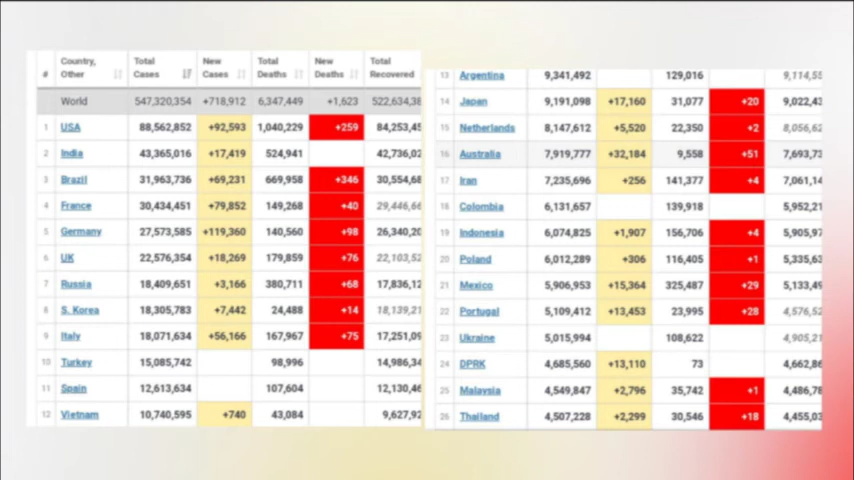 # Country, Other Total Cases New Cases Total Deaths New Deaths Total Recovered
World 547,320,354 +718,912 6,347,449 +1,623 522,634,38
1 USA 88,562,852 +92,593 1,040,229 +259 84,253,45
2 India 43,365,016 +17,419 524,941 42,736,02
3 Brazil 31,963,736 +69,231 669,958 +346 30,554,68
4 France 30,434,451 +79,852 149,268 +40 29,446,66
5 Germany 27,573,585 +119,360 140,560 +98 26,340,20
6 UK 22,576,354 +18,269 179,859 +76 22,103,52
7 Russia 18,409,651 +3,166 380,711 +68 17,836,12
8 S. Korea 18,305,783 +7,442 24,488 +14 18,139,21
9 Italy 18,071,634 +56,166 167,967 +75 17,251,09
10 Turkey 15,085,742 98,996 14,986,34
11 Spain 12,613,634 107,604 12,130,46
12 Vietnam 10,740,595 +740 43,084 9,627,92
13 Argentina 9,341,492 129,016 9,114,55
14 Japan 9,191,098 +17,160 31,077 +20 9,022,43
15 Netherlands 8,147,612 +5,520 22,350 +2 8,056,62
16 Australia 7,919,777 +32,184 9,558 +51 7,693,73
17 Iran 7,235,696 +256 141,377 +4 7,061,14
18 Colombia 6,131,657 139,918 5,952,21
19 Indonesia 6,074,825 +1,907 156,706 +4 5,905,97
20 Poland 6,012,289 +306 116,405 +1 5,335,63
21 Mexico 5,906,953 +15,364 325,487 +29 5,133,49
22 Portugal 5,109,412 +13,453 23,995 +28 4,576,52
23 Ukraine 5,015,994 108,622 4,905,21
24 DPRK 4,685,560 +13,110 73 4,662,86
25 Malaysia 4,549,847 +2,796 35,742 +1 4,486,78
26 Thailand 4,507,228 +2,299 30,546 +18 4,455,03